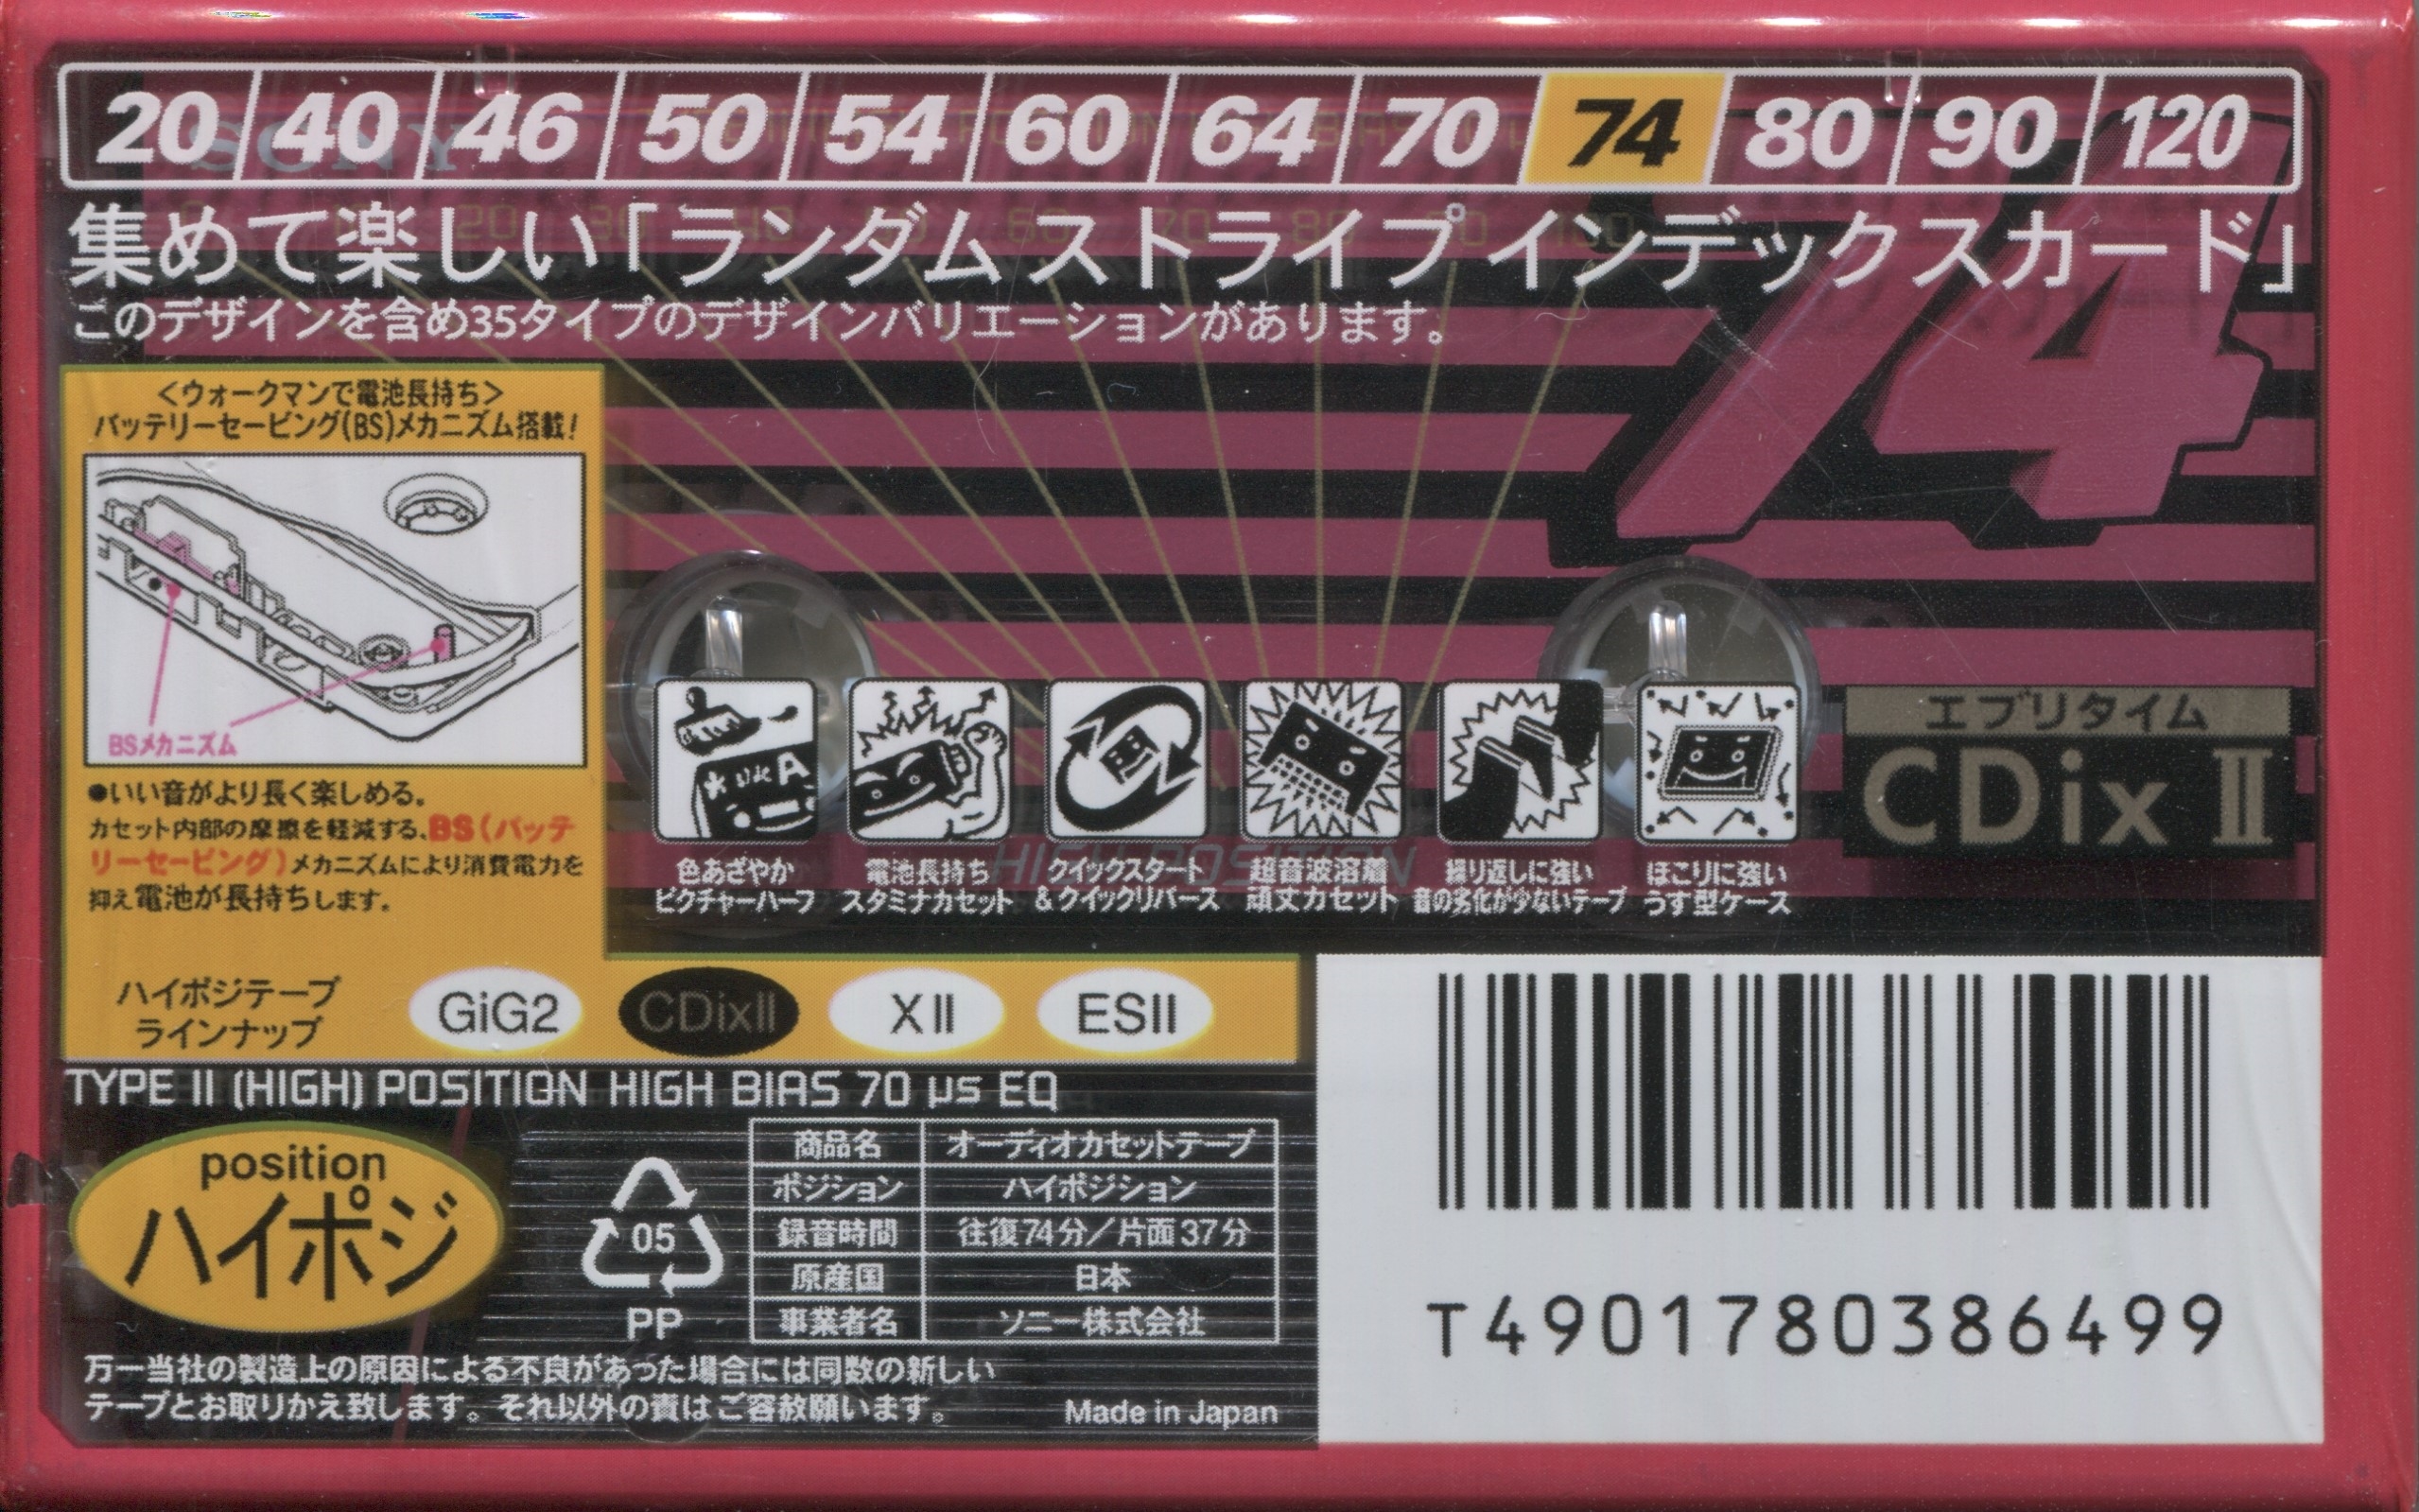 20 40 46 50 54 60 64 70 74 80 90 120
SONY
集めて楽しい「ランダム ストライプ インデックスカード」
このデザインを含め35タイプのデザインバリエーションがあります。
74
<ウォークマンで電池長持ち>
バッテリーセービング(BS)メカニズム搭載!
BSメカニズム
●いい音がより長く楽しめる。
カセット内部の摩擦を軽減する、BS(バッテ
リーセービング)メカニズムにより消費電力を
抑え電池が長持ちします。
HIGH POSITION
色あざやか
ピクチャーハーフ
電池長持ち
スタミナカセット
クイックスタート
&クイックリバース
超音波溶着
頑丈カセット
繰り返しに強い
音の劣化が少ないテープ
ほこりに強い
うす型ケース
エブリタイム
CDix II
ハイポジテープ
ラインナップ
GiG2 CDixII XII ESII
TYPE II (HIGH) POSITION HIGH BIAS 70 µs EQ
position
ハイポジ
05
PP
商品名 オーディオカセットテープ
ポジション ハイポジション
録音時間 往復74分/片面37分
原産国 日本
事業者名 ソニー株式会社
万一当社の製造上の原因による不良があった場合には同数の新しい
テープとお取りかえ致します。それ以外の責はご容赦願います。
Made in Japan
T4901780386499